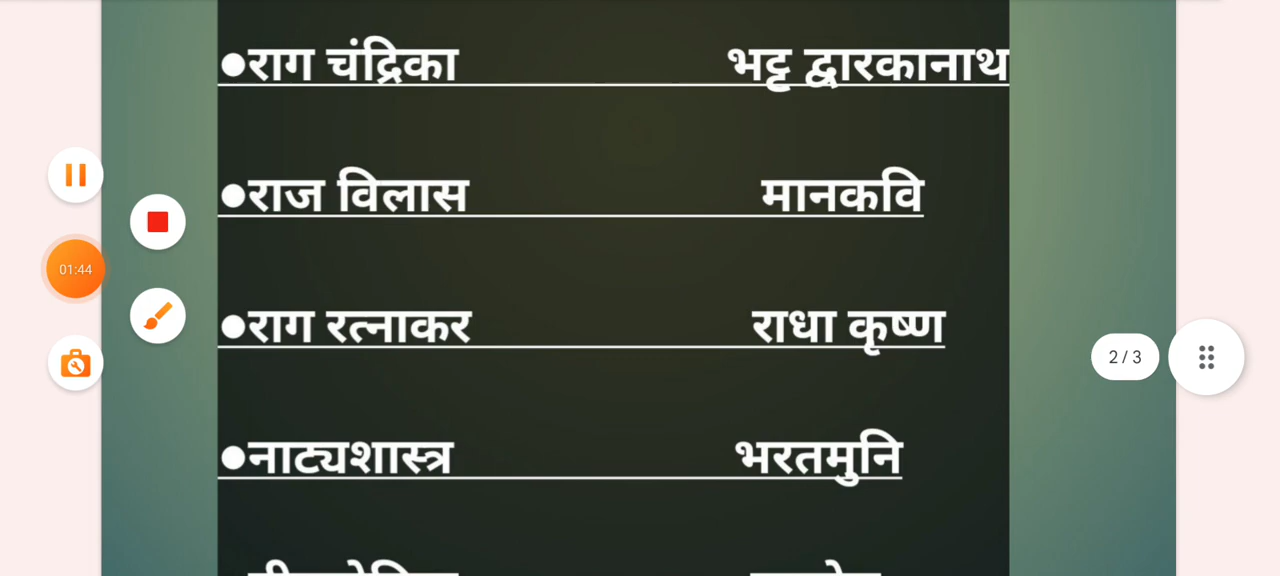 ●राग चंद्रिका भट्ट द्वारकानाथ
●राज विलास मानकवि
01:44
●राग रत्नाकर राधा कृष्ण
2 / 3
●नाट्यशास्त्र भरतमुनि